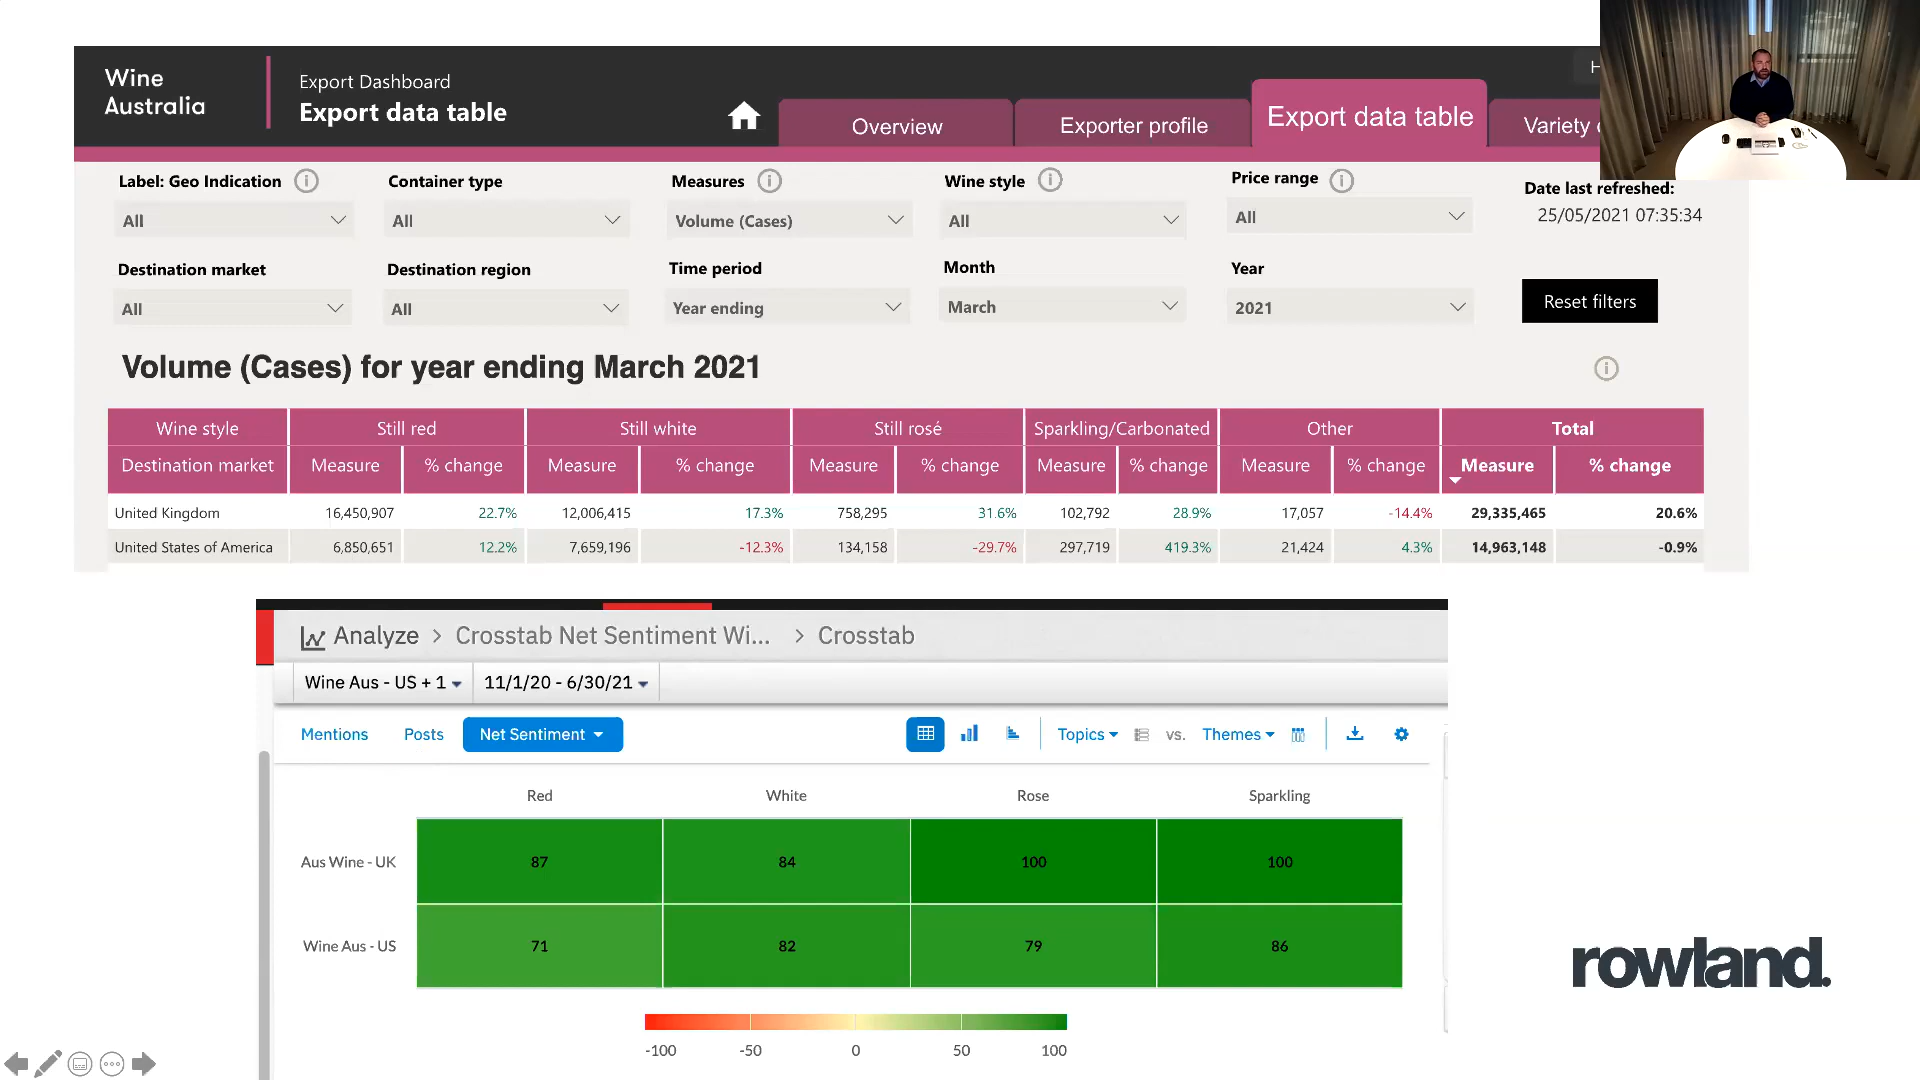 Wine
Australia
Export Dashboard
Export data table
Overview
Exporter profile
Export data table
Variety
Label: Geo Indication
Container type
Measures
Wine style
Price range
Date last refreshed:
25/05/2021 07:35:34
All
All
Volume (Cases)
All
All
Destination market
Destination region
Time period
Month
Year
All
All
Year ending
March
2021
Reset filters
Volume (Cases) for year ending March 2021
Wine style Still red Still white Still rosé Sparkling/Carbonated Other Total
Destination market Measure % change Measure % change Measure % change Measure % change Measure % change Measure % change
United Kingdom 16,450,907 22.7% 12,006,415 17.3% 758,295 31.6% 102,792 28.9% 17,057 -14.4% 29,335,465 20.6%
United States of America 6,850,651 12.2% 7,659,196 -12.3% 134,158 -29.7% 297,719 419.3% 21,424 4.3% 14,963,148 -0.9%
Analyze > Crosstab Net Sentiment Wi... > Crosstab
Wine Aus - US + 1 11/1/20 - 6/30/21
Mentions Posts Net Sentiment Topics vs. Themes
Red White Rose Sparkling
Aus Wine - UK 87 84 100 100
Wine Aus - US 71 82 79 86
-100 -50 0 50 100
rowland.